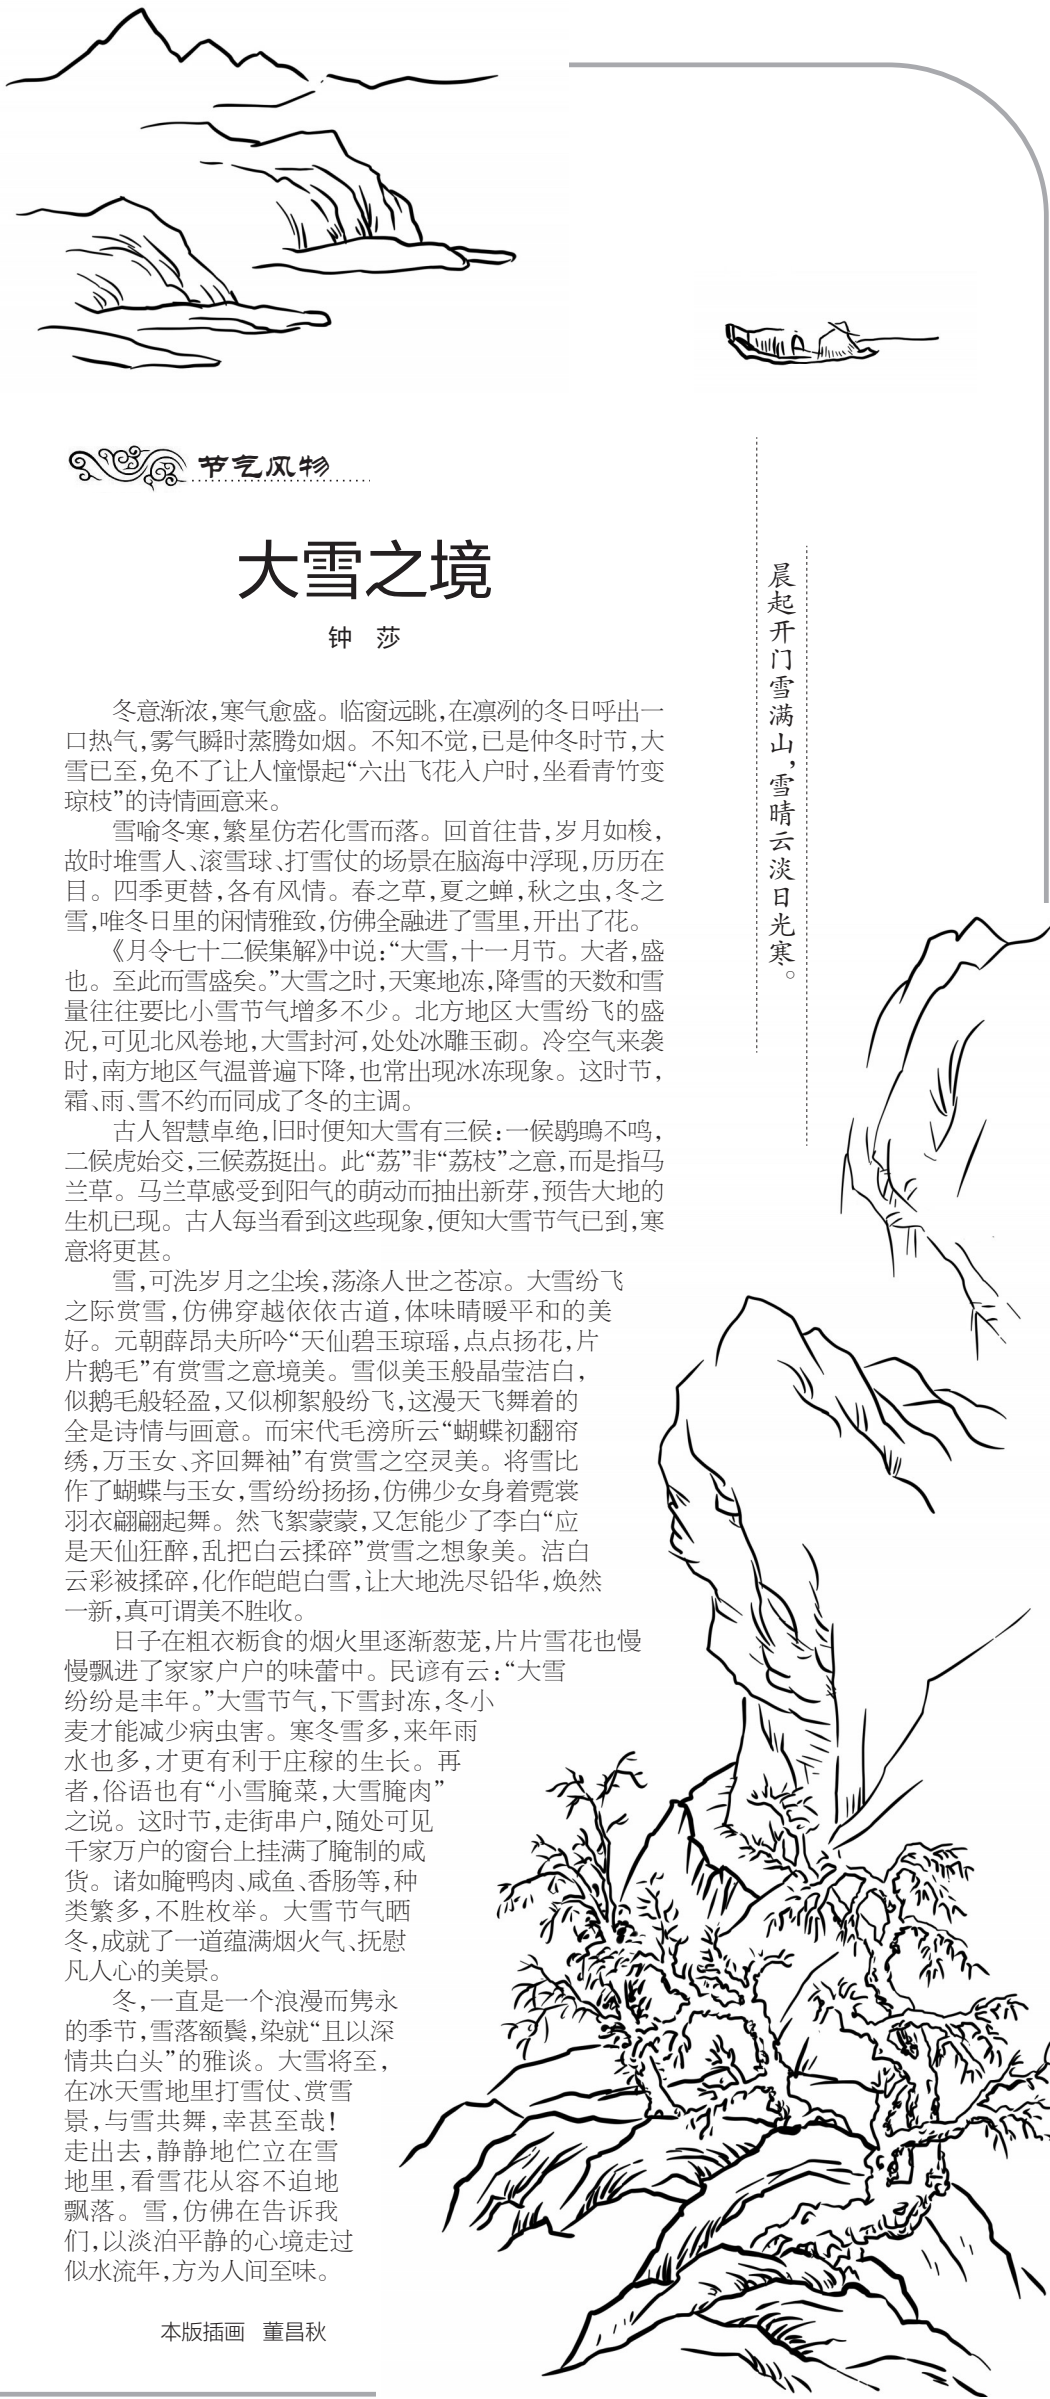 节气风物
大雪之境
钟 莎
冬意渐浓,寒气愈盛。临窗远眺,在凛冽的冬日呼出一
口热气,雾气瞬时蒸腾如烟。不知不觉,已是仲冬时节,大
雪已至,免不了让人憧憬起“六出飞花入户时,坐看青竹变
琼枝”的诗情画意来。
雪喻冬寒,繁星仿若化雪而落。回首往昔,岁月如梭,
故时堆雪人、滚雪球、打雪仗的场景在脑海中浮现,历历在
目。四季更替,各有风情。春之草,夏之蝉,秋之虫,冬之
雪,唯冬日里的闲情雅致,仿佛全融进了雪里,开出了花。
《月令七十二候集解》中说:“大雪,十一月节。大者,盛
也。至此而雪盛矣。”大雪之时,天寒地冻,降雪的天数和雪
量往往要比小雪节气增多不少。北方地区大雪纷飞的盛
况,可见北风卷地,大雪封河,处处冰雕玉砌。冷空气来袭
时,南方地区气温普遍下降,也常出现冰冻现象。这时节,
霜、雨、雪不约而同成了冬的主调。
古人智慧卓绝,旧时便知大雪有三候:一候鹖鴠不鸣,
二候虎始交,三候荔挺出。此“荔”非“荔枝”之意,而是指马
兰草。马兰草感受到阳气的萌动而抽出新芽,预告大地的
生机已现。古人每当看到这些现象,便知大雪节气已到,寒
意将更甚。
雪,可洗岁月之尘埃,荡涤人世之苍凉。大雪纷飞
之际赏雪,仿佛穿越依依古道,体味晴暖平和的美
好。元朝薛昂夫所吟“天仙碧玉琼瑶,点点扬花,片
片鹅毛”有赏雪之意境美。雪似美玉般晶莹洁白,
似鹅毛般轻盈,又似柳絮般纷飞,这漫天飞舞着的
全是诗情与画意。而宋代毛滂所云“蝴蝶初翻帘
绣,万玉女、齐回舞袖”有赏雪之空灵美。将雪比
作了蝴蝶与玉女,雪纷纷扬扬,仿佛少女身着霓裳
羽衣翩翩起舞。然飞絮蒙蒙,又怎能少了李白“应
是天仙狂醉,乱把白云揉碎”赏雪之想象美。洁白
云彩被揉碎,化作皑皑白雪,让大地洗尽铅华,焕然
一新,真可谓美不胜收。
日子在粗衣粝食的烟火里逐渐葱茏,片片雪花也慢
慢飘进了家家户户的味蕾中。民谚有云:“大雪
纷纷是丰年。”大雪节气,下雪封冻,冬小
麦才能减少病虫害。寒冬雪多,来年雨
水也多,才更有利于庄稼的生长。再
者,俗语也有“小雪腌菜,大雪腌肉”
之说。这时节,走街串户,随处可见
千家万户的窗台上挂满了腌制的咸
货。诸如腌鸭肉、咸鱼、香肠等,种
类繁多,不胜枚举。大雪节气晒
冬,成就了一道蕴满烟火气、抚慰
凡人心的美景。
冬,一直是一个浪漫而隽永
的季节,雪落额鬓,染就“且以深
情共白头”的雅谈。大雪将至,
在冰天雪地里打雪仗、赏雪
景,与雪共舞,幸甚至哉!
走出去,静静地伫立在雪
地里,看雪花从容不迫地
飘落。雪,仿佛在告诉我
们,以淡泊平静的心境走过
似水流年,方为人间至味。
本版插画 董昌秋
晨起开门雪满山,雪晴云淡日光寒。